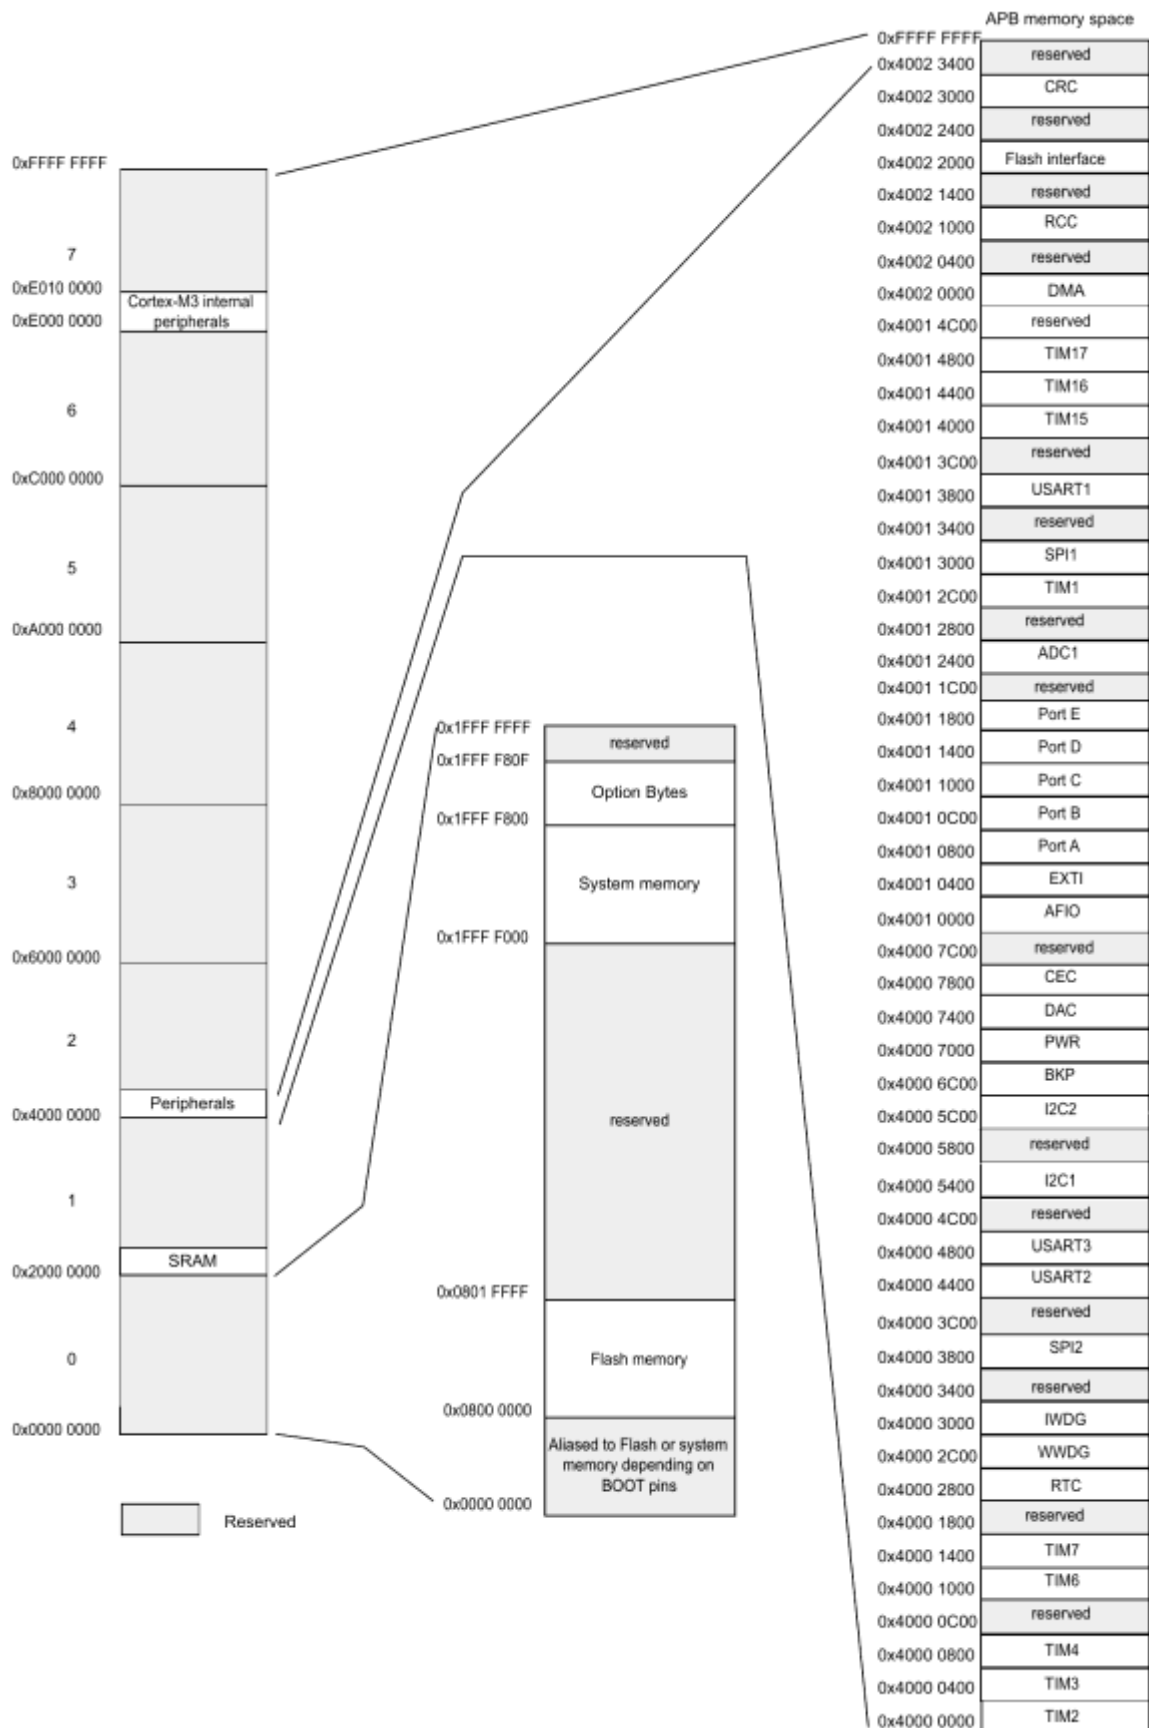 0xFFFF FFFF
7
0xE010 0000
Cortex-M3 internal
peripherals
0xE000 0000
6
0xC000 0000
5
0xA000 0000
4
0x8000 0000
3
0x6000 0000
2
Peripherals
0x4000 0000
1
SRAM
0x2000 0000
0
0x0000 0000
Reserved
0x1FFF FFFF
reserved
0x1FFF F80F
Option Bytes
0x1FFF F800
System memory
0x1FFF F000
reserved
0x0801 FFFF
Flash memory
0x0800 0000
Aliased to Flash or system
memory depending on
BOOT pins
0x0000 0000
APB memory space
0xFFFF FFFF
reserved
0x4002 3400
CRC
0x4002 3000
reserved
0x4002 2400
Flash interface
0x4002 2000
reserved
0x4002 1400
RCC
0x4002 1000
reserved
0x4002 0400
DMA
0x4002 0000
reserved
0x4001 4C00
TIM17
0x4001 4800
TIM16
0x4001 4400
TIM15
0x4001 4000
reserved
0x4001 3C00
USART1
0x4001 3800
reserved
0x4001 3400
SPI1
0x4001 3000
TIM1
0x4001 2C00
reserved
0x4001 2800
ADC1
0x4001 2400
reserved
0x4001 1C00
Port E
0x4001 1800
Port D
0x4001 1400
Port C
0x4001 1000
Port B
0x4001 0C00
Port A
0x4001 0800
EXTI
0x4001 0400
AFIO
0x4001 0000
reserved
0x4000 7C00
CEC
0x4000 7800
DAC
0x4000 7400
PWR
0x4000 7000
BKP
0x4000 6C00
I2C2
0x4000 5C00
reserved
0x4000 5800
I2C1
0x4000 5400
reserved
0x4000 4C00
USART3
0x4000 4800
USART2
0x4000 4400
reserved
0x4000 3C00
SPI2
0x4000 3800
reserved
0x4000 3400
IWDG
0x4000 3000
WWDG
0x4000 2C00
RTC
0x4000 2800
reserved
0x4000 1800
TIM7
0x4000 1400
TIM6
0x4000 1000
reserved
0x4000 0C00
TIM4
0x4000 0800
TIM3
0x4000 0400
TIM2
0x4000 0000